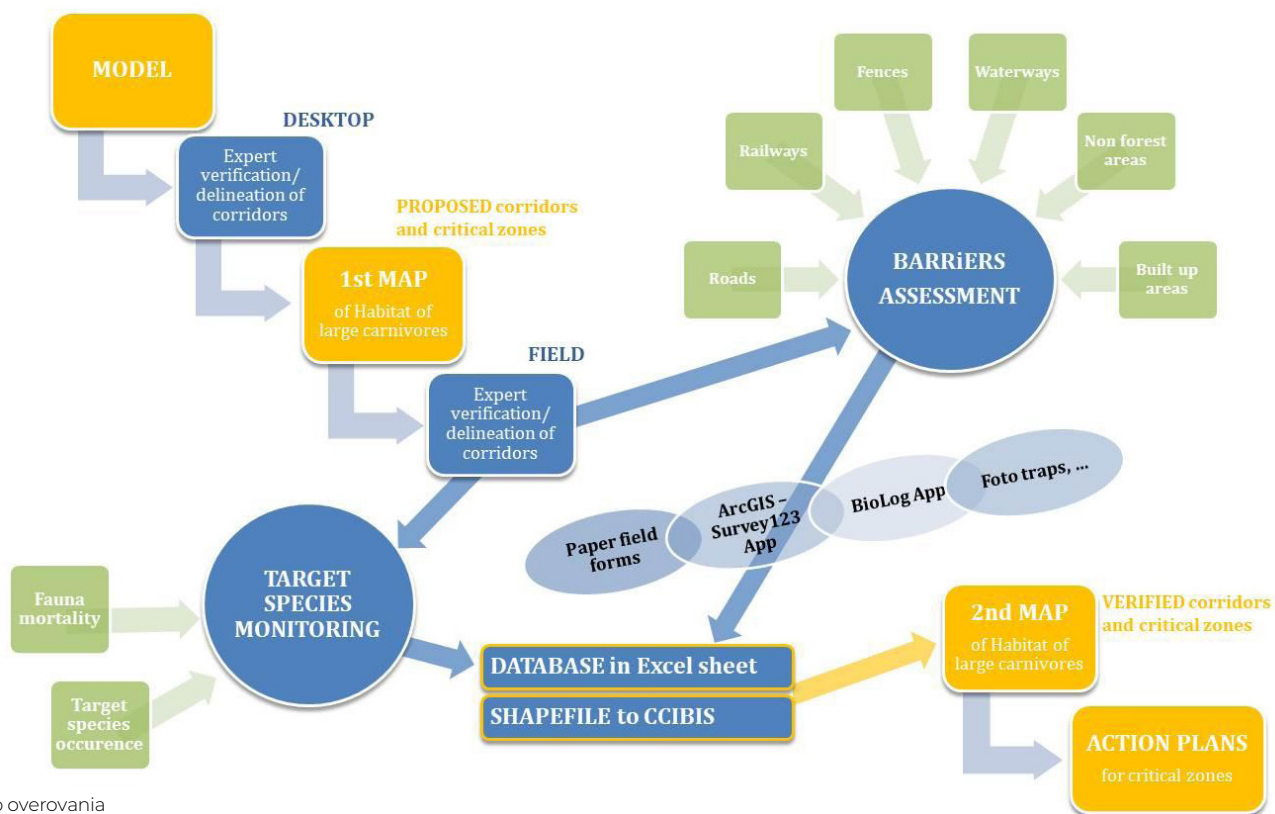 MODEL
DESKTOP
Expert
verification/
delineation of
corridors
PROPOSED corridors
and critical zones
1st MAP
of Habitat of
large carnivores
FIELD
Expert
verification/
delineation of
corridors
Fences
Waterways
Railways
Non forest
areas
Roads
Built up
areas
BARRiERS
ASSESSMENT
Paper field
forms
ArcGIS –
Survey123
App
BioLog App
Foto traps, ...
Fauna
mortality
Target
species
occurence
TARGET
SPECIES
MONITORING
DATABASE in Excel sheet
SHAPEFILE to CCIBIS
2nd MAP
of Habitat of
large carnivores
VERIFIED corridors
and critical zones
ACTION PLANS
for critical zones
overovania